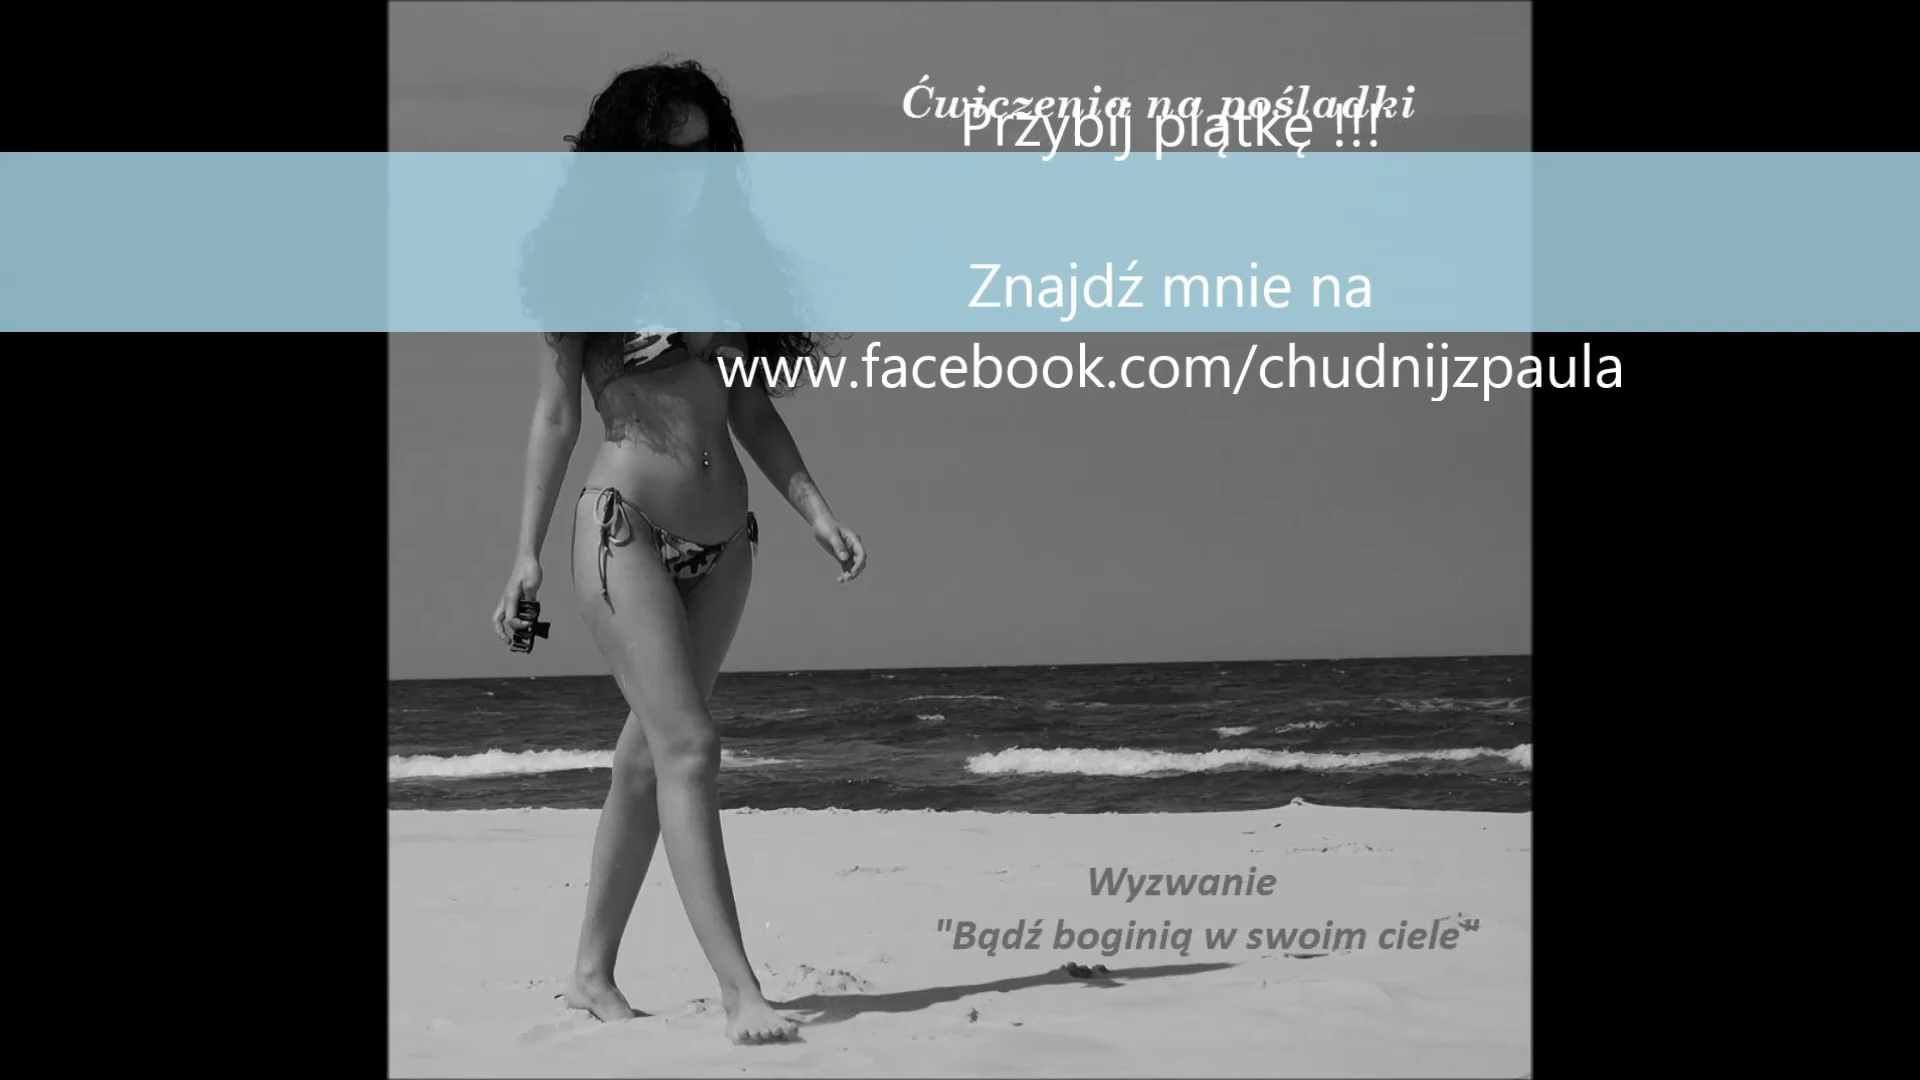 Ćwiczenia na pośladki
Przybij piątkę !!!
Znajdź mnie na
www.facebook.com/chudnijzpaula
Wyzwanie
"Bądź boginią w swoim ciele"